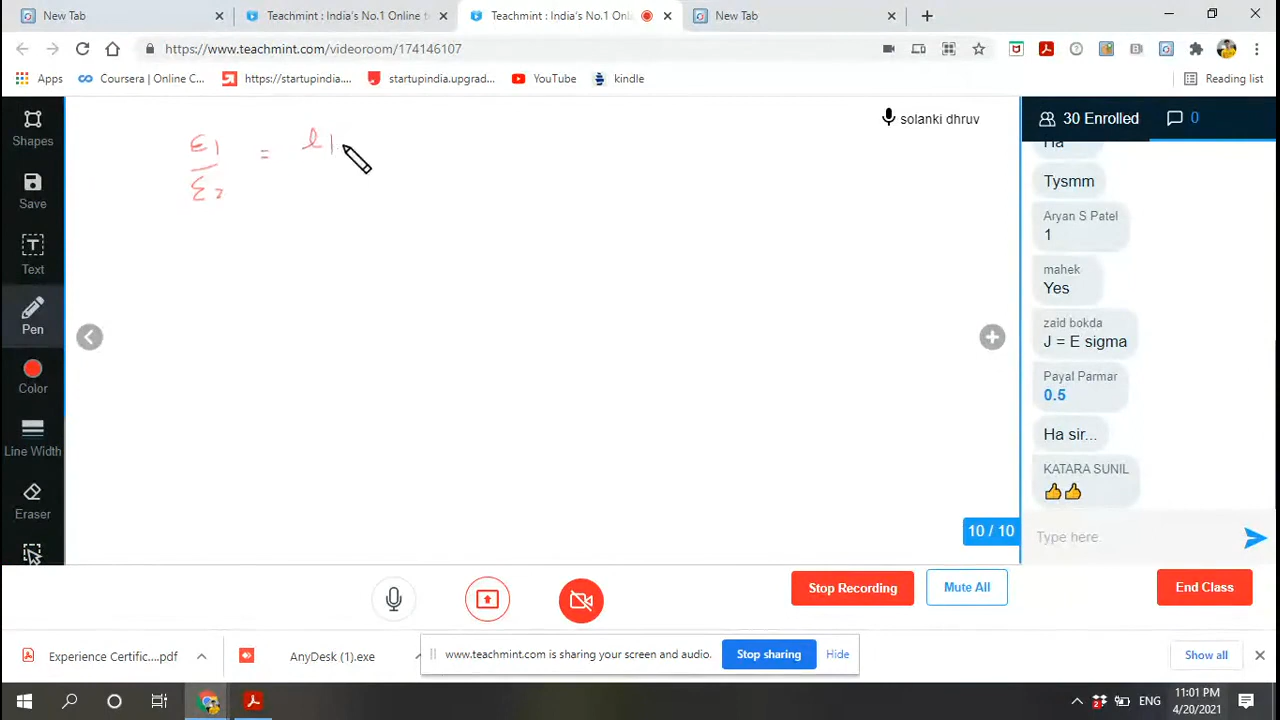 New Tab
Teachmint : India's No.1 Online t
Teachmint : India's No.1 Onl
New Tab
https://www.teachmint.com/videoroom/174146107
Apps
Coursera | Online C...
https://startupindia....
startupindia.upgrad...
YouTube
kindle
Reading list
Shapes
Save
Text
Pen
Color
Line Width
Eraser
ε1
ε2
= l1
solanki dhruv
10 / 10
30 Enrolled
0
Ha
Tysmm
Aryan S Patel
1
mahek
Yes
zaid bokda
J = E sigma
Payal Parmar
0.5
Ha sir...
KATARA SUNIL
👍👍
Type here
Stop Recording
Mute All
End Class
Experience Certific....pdf
AnyDesk (1).exe
www.teachmint.com is sharing your screen and audio.
Stop sharing
Hide
Show all
ENG
11:01 PM
4/20/2021